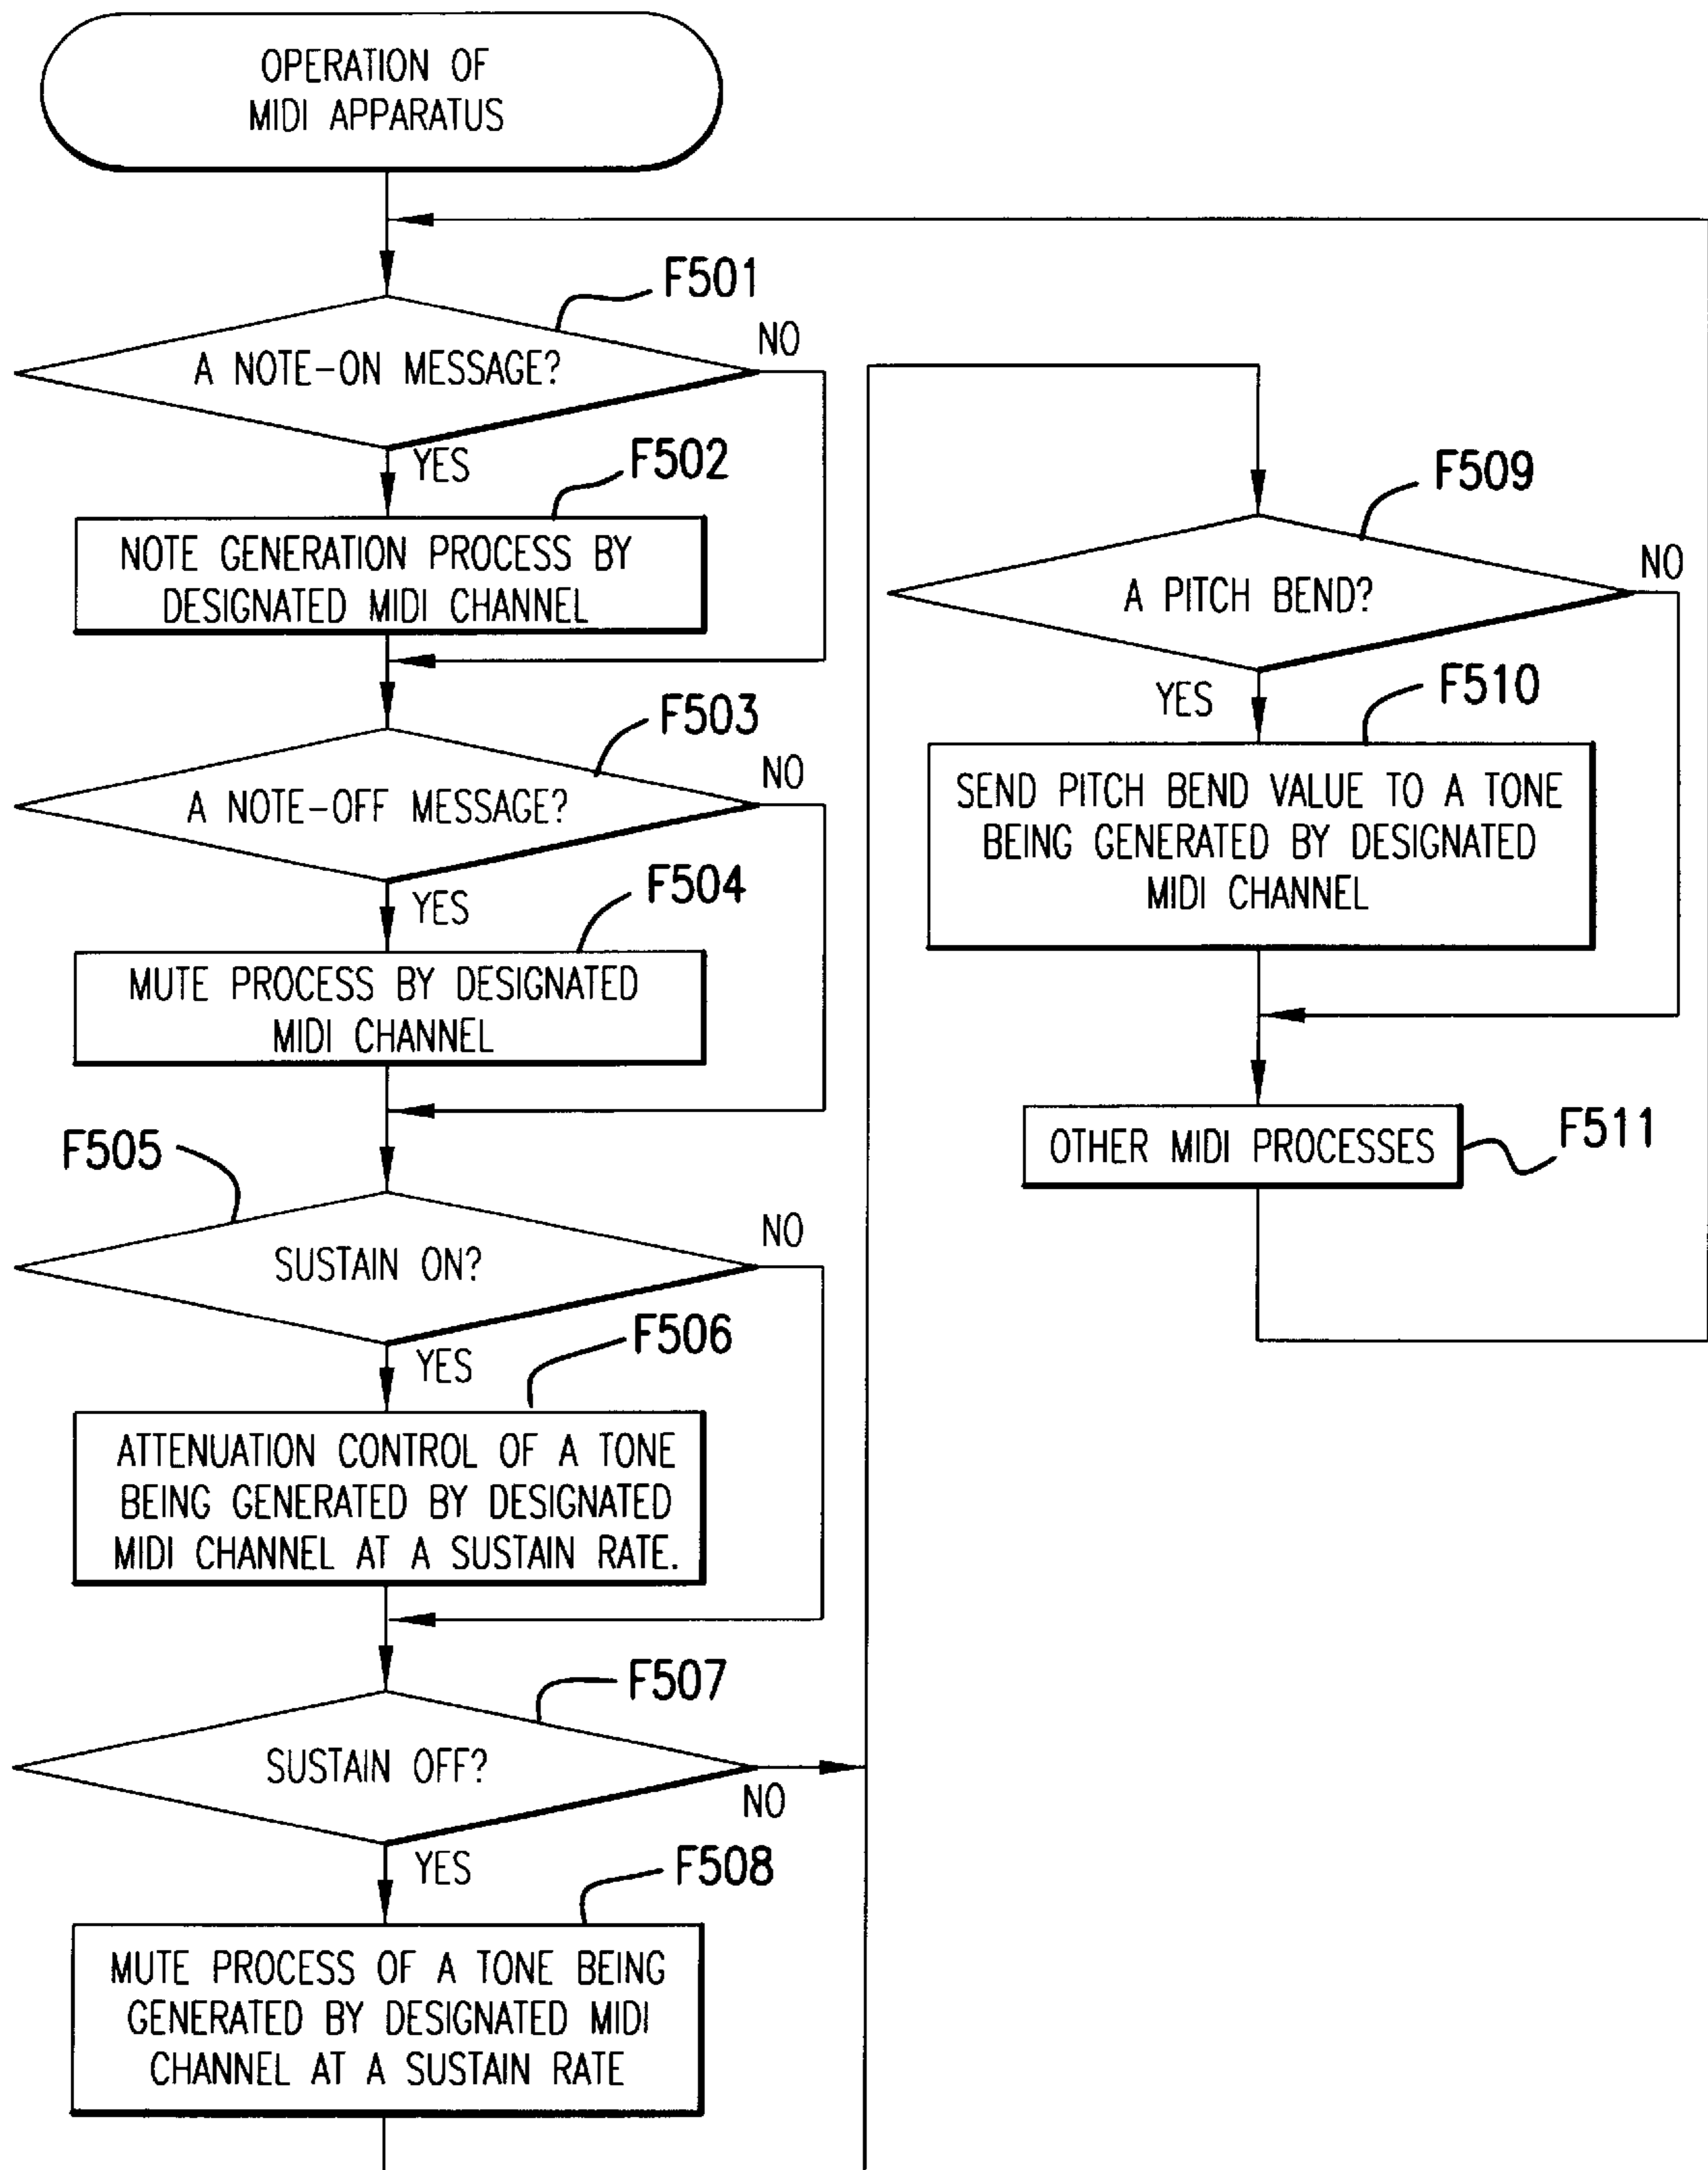 OPERATION OF
MIDI APPARATUS
F501
A NOTE-ON MESSAGE?
NO
YES
F502
NOTE GENERATION PROCESS BY
DESIGNATED MIDI CHANNEL
F503
A NOTE-OFF MESSAGE?
NO
YES
F504
MUTE PROCESS BY DESIGNATED
MIDI CHANNEL
F505
SUSTAIN ON?
NO
YES
F506
ATTENUATION CONTROL OF A TONE
BEING GENERATED BY DESIGNATED
MIDI CHANNEL AT A SUSTAIN RATE.
F507
SUSTAIN OFF?
NO
YES
F508
MUTE PROCESS OF A TONE BEING
GENERATED BY DESIGNATED MIDI
CHANNEL AT A SUSTAIN RATE
F509
A PITCH BEND?
NO
YES
F510
SEND PITCH BEND VALUE TO A TONE
BEING GENERATED BY DESIGNATED
MIDI CHANNEL
OTHER MIDI PROCESSES
F511